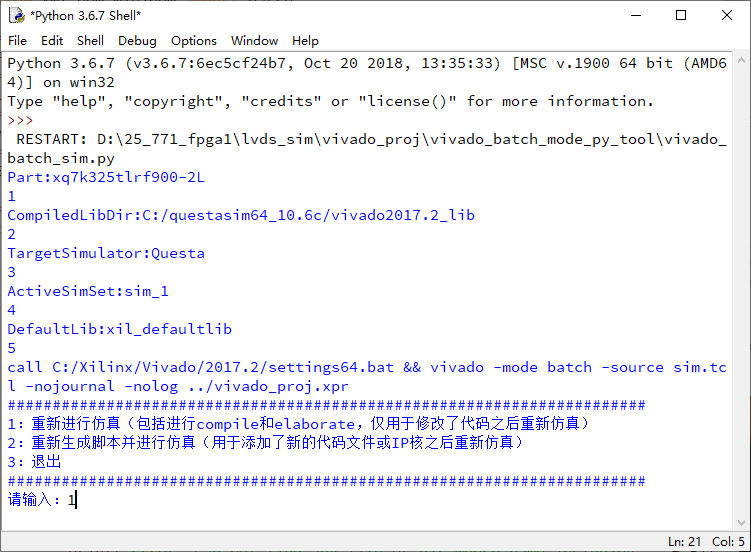 *Python 3.6.7 Shell*
File Edit Shell Debug Options Window Help
Python 3.6.7 (v3.6.7:6ec5cf24b7, Oct 20 2018, 13:35:33) [MSC v.1900 64 bit (AMD6
4)] on win32
Type "help", "copyright", "credits" or "license()" for more information.
>>>
RESTART: D:\25_771_fpga1\lvds_sim\vivado_proj\vivado_batch_mode_py_tool\vivado_
batch_sim.py
Part:xq7k325tlrf900-2L
1
CompiledLibDir:C:/questasim64_10.6c/vivado2017.2_lib
2
TargetSimulator:Questa
3
ActiveSimSet:sim_1
4
DefaultLib:xil_defaultlib
5
call C:/Xilinx/Vivado/2017.2/settings64.bat && vivado -mode batch -source sim.tc
l -nojournal -nolog ../vivado_proj.xpr
######################################################################
1：重新进行仿真（包括进行compile和elaborate，仅用于修改了代码之后重新仿真）
2：重新生成脚本并进行仿真（用于添加了新的代码文件或IP核之后重新仿真）
3：退出
######################################################################
请输入：1
Ln: 21 Col: 5